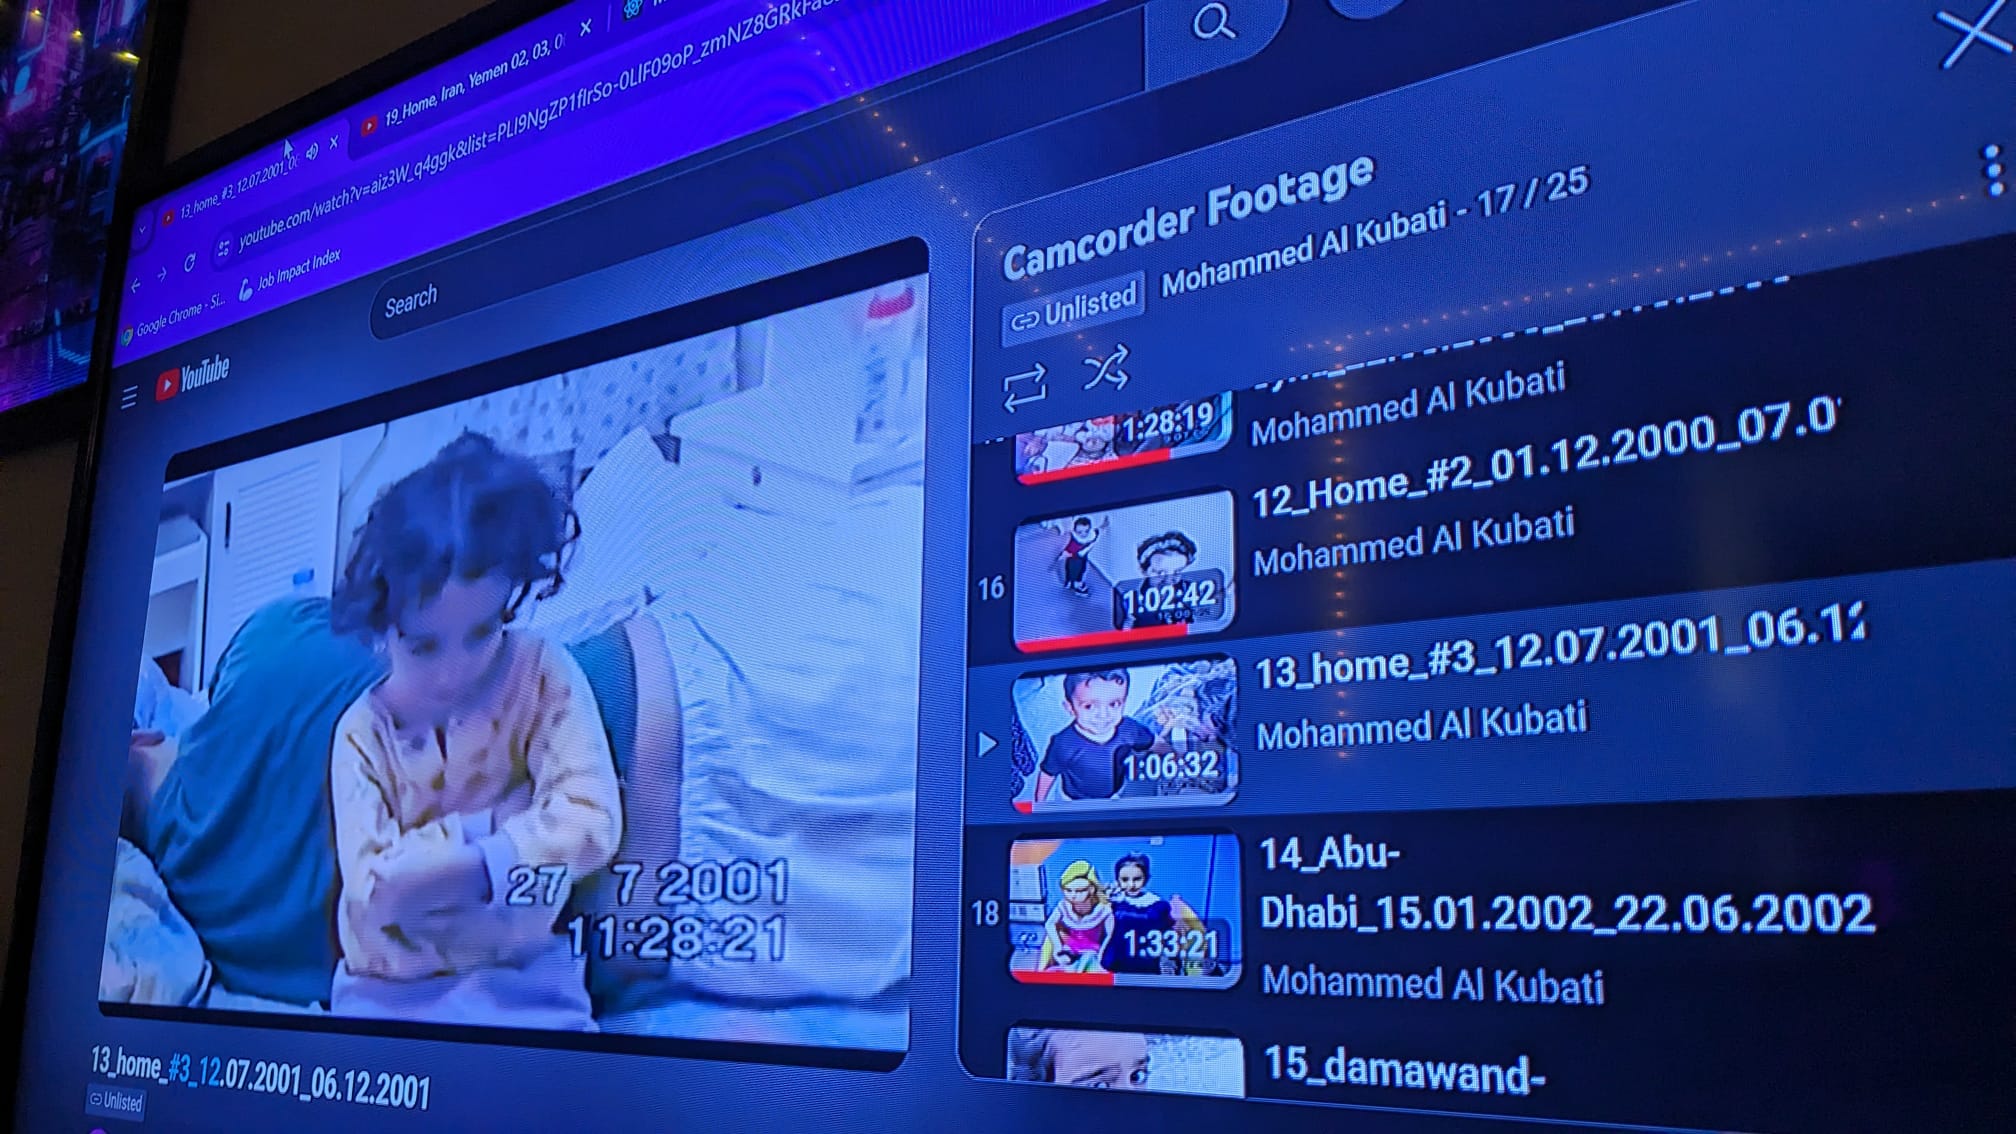 13_home_#3_12.07.2001_06
19_Home, Iran, Yemen 02, 03, 0
youtube.com/watch?v=aiz3W_q4ggk&list=PLI9NgZP1fIrSo-0LIF09oP_zmNZ8GRkFa
Google Chrome - Si...
Job Impact Index
YouTube
Search
27 7 2001
11:28:21
13_home_#3_12.07.2001_06.12.2001
Unlisted
Camcorder Footage
Unlisted
Mohammed Al Kubati - 17 / 25
1:28:19
Mohammed Al Kubati
16
1:02:42
12_Home_#2_01.12.2000_07.0
Mohammed Al Kubati
1:06:32
13_home_#3_12.07.2001_06.12
Mohammed Al Kubati
18
1:33:21
14_Abu-
Dhabi_15.01.2002_22.06.2002
Mohammed Al Kubati
15_damawand-